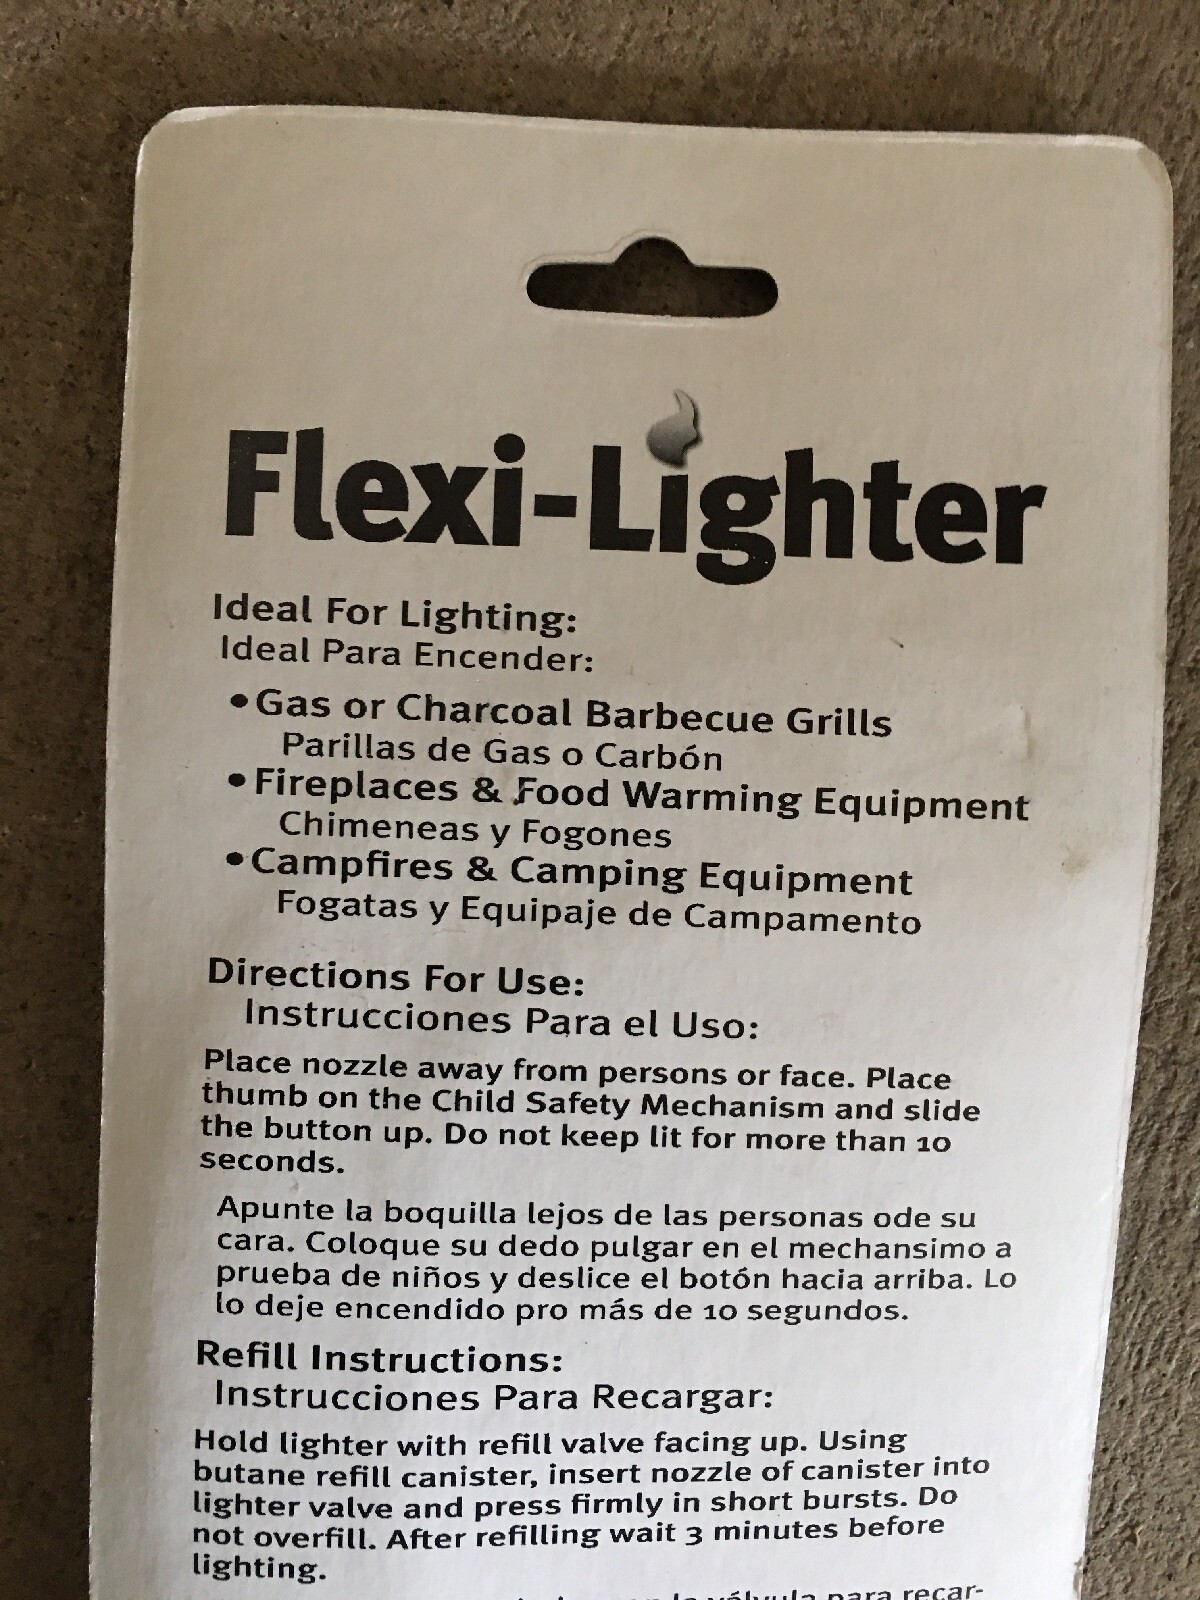 Flexi-Lighter
Ideal For Lighting:
Ideal Para Encender:
•Gas or Charcoal Barbecue Grills
Parillas de Gas o Carbón
•Fireplaces & Food Warming Equipment
Chimeneas y Fogones
•Campfires & Camping Equipment
Fogatas y Equipaje de Campamento
Directions For Use:
Instrucciones Para el Uso:
Place nozzle away from persons or face. Place
thumb on the Child Safety Mechanism and slide
the button up. Do not keep lit for more than 10
seconds.
Apunte la boquilla lejos de las personas ode su
cara. Coloque su dedo pulgar en el mechansimo a
prueba de niños y deslice el botón hacia arriba. Lo
lo deje encendido pro más de 10 segundos.
Refill Instructions:
Instrucciones Para Recargar:
Hold lighter with refill valve facing up. Using
butane refill canister, insert nozzle of canister into
lighter valve and press firmly in short bursts. Do
not overfill. After refilling wait 3 minutes before
lighting.
la válvula para recar-